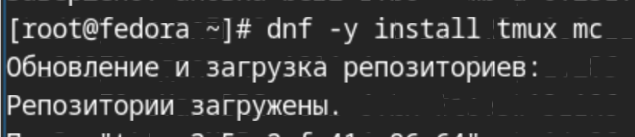 [root@fedora ~]# dnf -y install tmux mc
Обновление и загрузка репозиториев:
Репозитории загружены.